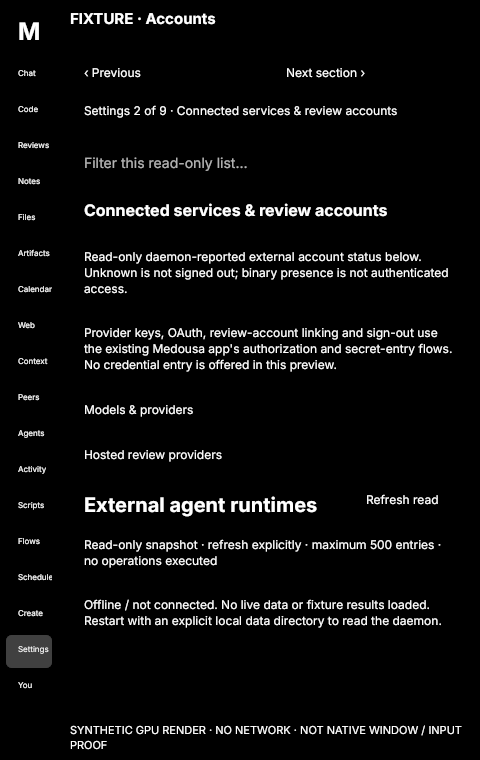 M
FIXTURE · Accounts
Chat
Code
Reviews
Notes
Files
Artifacts
Calendar
Web
Context
Peers
Agents
Activity
Scripts
Flows
Schedule
Create
Settings
You
‹ Previous
Next section ›
Settings 2 of 9 · Connected services & review accounts
Filter this read-only list...
Connected services & review accounts
Read-only daemon-reported external account status below.
Unknown is not signed out; binary presence is not authenticated
access.
Provider keys, OAuth, review-account linking and sign-out use
the existing Medousa app's authorization and secret-entry flows.
No credential entry is offered in this preview.
Models & providers
Hosted review providers
External agent runtimes
Refresh read
Read-only snapshot · refresh explicitly · maximum 500 entries ·
no operations executed
Offline / not connected. No live data or fixture results loaded.
Restart with an explicit local data directory to read the daemon.
SYNTHETIC GPU RENDER · NO NETWORK · NOT NATIVE WINDOW / INPUT
PROOF